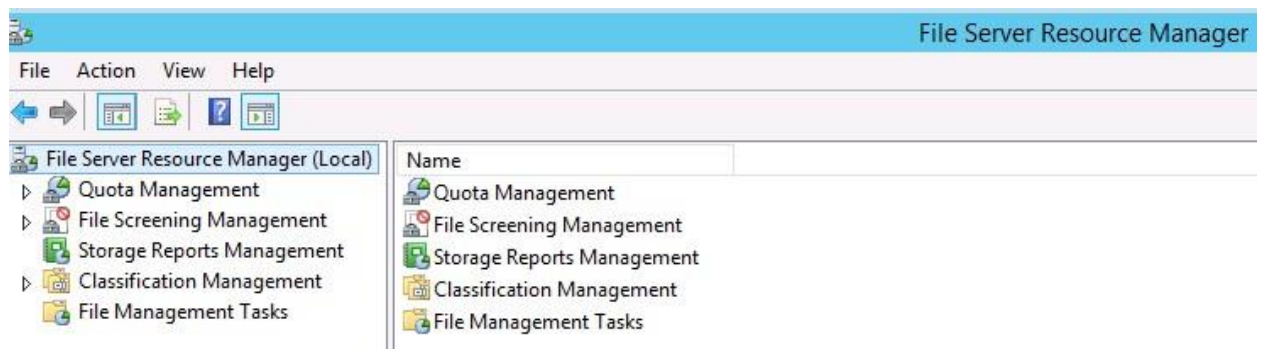 File Server Resource Manager
File Action View Help
File Server Resource Manager (Local)
Quota Management
File Screening Management
Storage Reports Management
Classification Management
File Management Tasks
Name
Quota Management
File Screening Management
Storage Reports Management
Classification Management
File Management Tasks